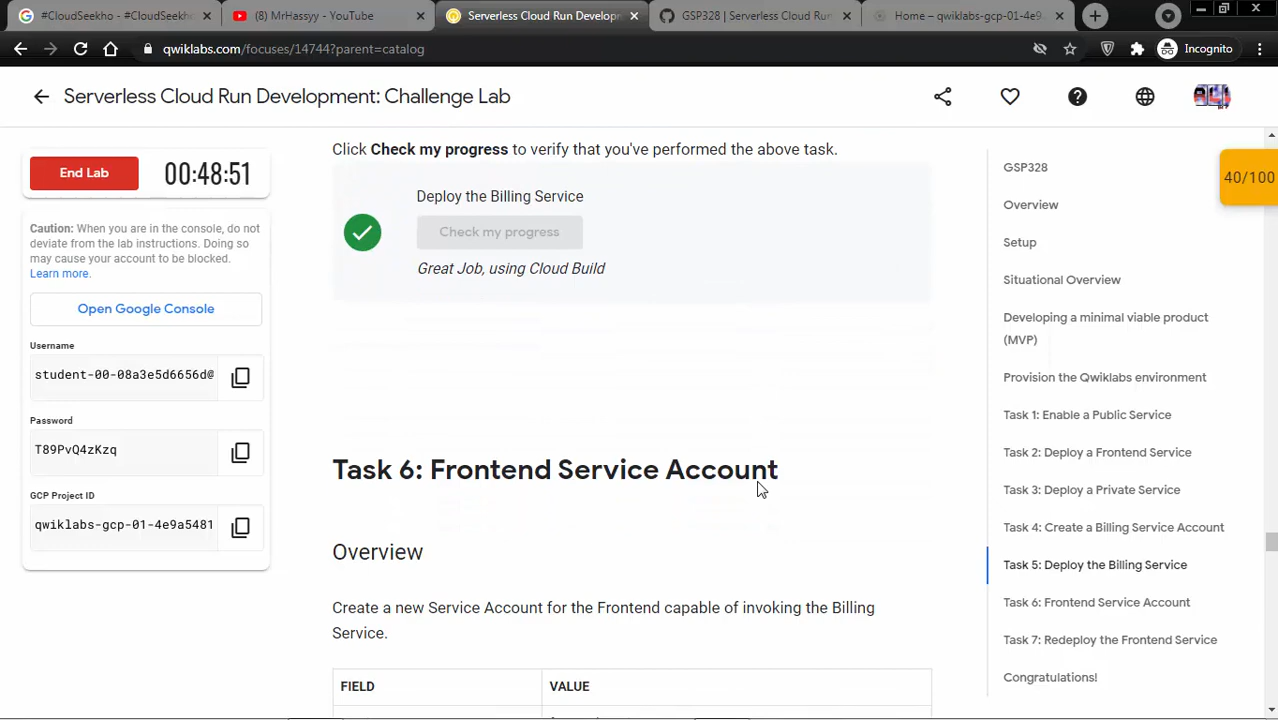 #CloudSeekho - #CloudSeekh
(8) MrHassyy - YouTube
Serverless Cloud Run Develop
GSP328 | Serverless Cloud Run
Home – qwiklabs-gcp-01-4e9
qwiklabs.com/focuses/14744?parent=catalog
Incognito
Serverless Cloud Run Development: Challenge Lab
End Lab
00:48:51
Caution: When you are in the console, do not
deviate from the lab instructions. Doing so
may cause your account to be blocked.
Learn more.
Open Google Console
Username
student-00-08a3e5d6656d@
Password
T89PvQ4zKzq
GCP Project ID
qwiklabs-gcp-01-4e9a5481
Click Check my progress to verify that you've performed the above task.
Deploy the Billing Service
Check my progress
Great Job, using Cloud Build
Task 6: Frontend Service Account
Overview
Create a new Service Account for the Frontend capable of invoking the Billing
Service.
FIELD
VALUE
GSP328
Overview
Setup
Situational Overview
Developing a minimal viable product
(MVP)
Provision the Qwiklabs environment
Task 1: Enable a Public Service
Task 2: Deploy a Frontend Service
Task 3: Deploy a Private Service
Task 4: Create a Billing Service Account
Task 5: Deploy the Billing Service
Task 6: Frontend Service Account
Task 7: Redeploy the Frontend Service
Congratulations!
40/100